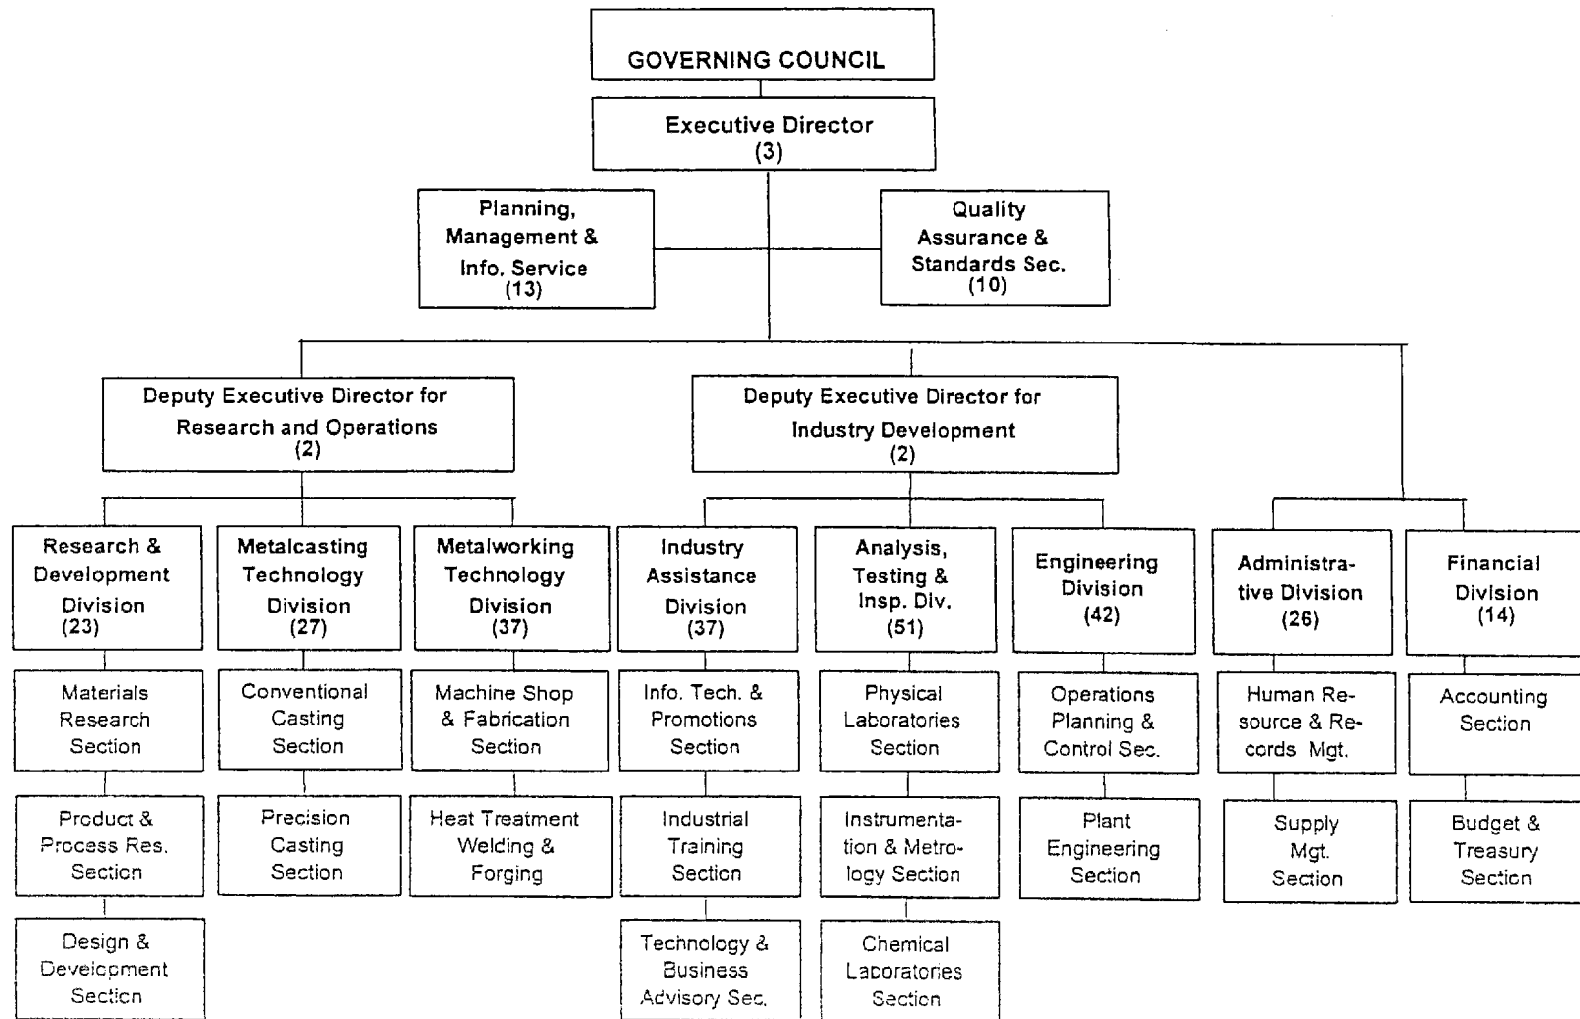 GOVERNING COUNCIL
Executive Director
(3)
Planning,
Management &
Info. Service
(13)
Quality
Assurance &
Standards Sec.
(10)
Deputy Executive Director for
Research and Operations
(2)
Deputy Executive Director for
Industry Development
(2)
Research &
Development
Division
(23)
Metalcasting
Technology
Division
(27)
Metalworking
Technology
Division
(37)
Industry
Assistance
Division
(37)
Analysis,
Testing &
Insp. Div.
(51)
Engineering
Division
(42)
Administra-
tive Division
(26)
Financial
Division
(14)
Materials
Research
Section
Conventional
Casting
Section
Machine Shop
& Fabrication
Section
Info. Tech. &
Promotions
Section
Physical
Laboratories
Section
Operations
Planning &
Control Sec.
Human Re-
source & Re-
cords Mgt.
Accounting
Section
Product &
Process Res.
Section
Precision
Casting
Section
Heat Treatment
Welding &
Forging
Industrial
Training
Section
Instrumenta-
tion & Metro-
logy Section
Plant
Engineering
Section
Supply
Mgt.
Section
Budget &
Treasury
Section
Design &
Development
Section
Technology &
Business
Advisory Sec.
Chemical
Laboratories
Section